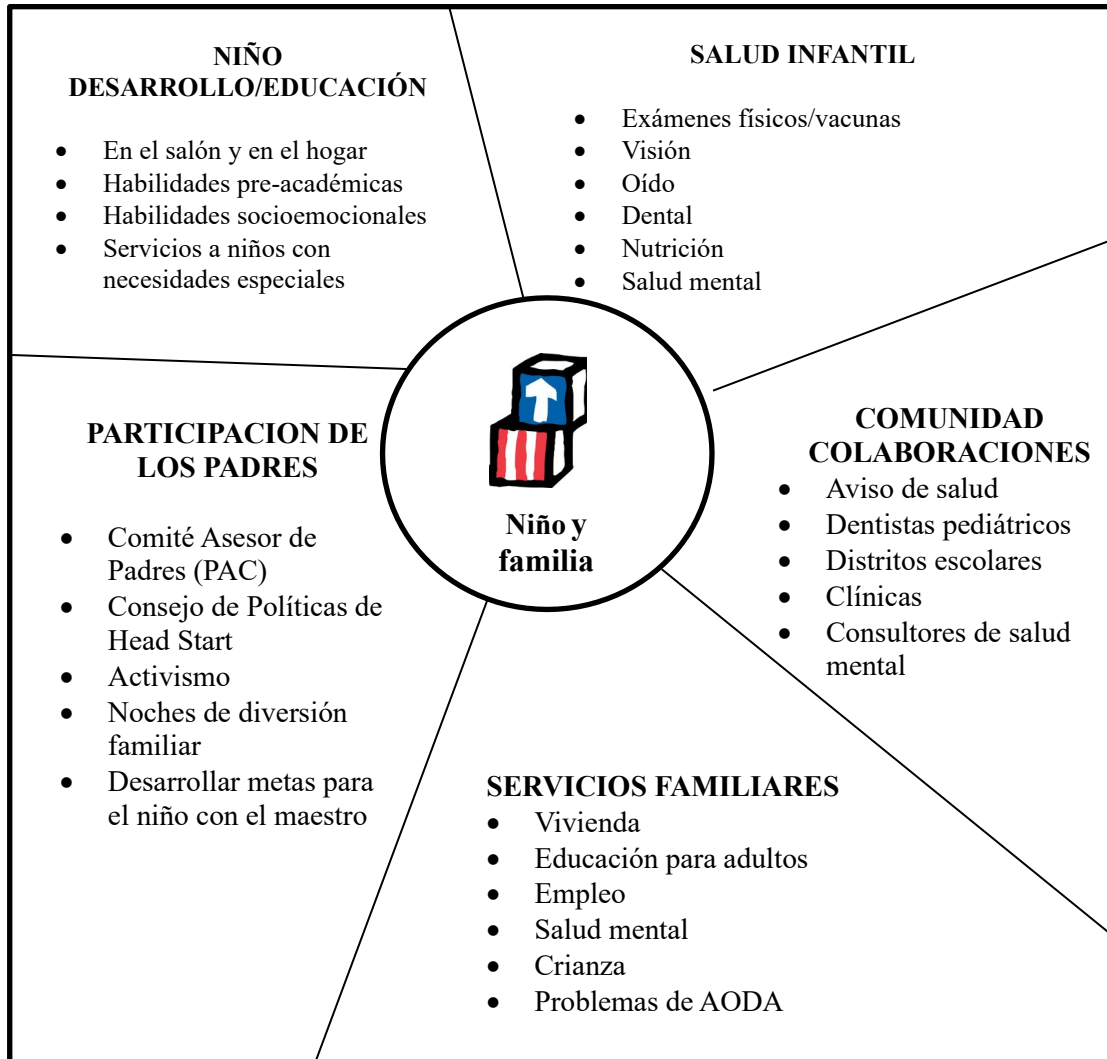 NIÑO
DESARROLLO/EDUCACIÓN
• En el salón y en el hogar
• Habilidades pre-académicas
• Habilidades socioemocionales
• Servicios a niños con
necesidades especiales
SALUD INFANTIL
• Exámenes físicos/vacunas
• Visión
• Oído
• Dental
• Nutrición
• Salud mental
PARTICIPACION DE
LOS PADRES
• Comité Asesor de
Padres (PAC)
• Consejo de Políticas de
Head Start
• Activismo
• Noches de diversión
familiar
• Desarrollar metas para
el niño con el maestro
Niño y
familia
COMUNIDAD
COLABORACIONES
• Aviso de salud
• Dentistas pediátricos
• Distritos escolares
• Clínicas
• Consultores de salud
mental
SERVICIOS FAMILIARES
• Vivienda
• Educación para adultos
• Empleo
• Salud mental
• Crianza
• Problemas de AODA